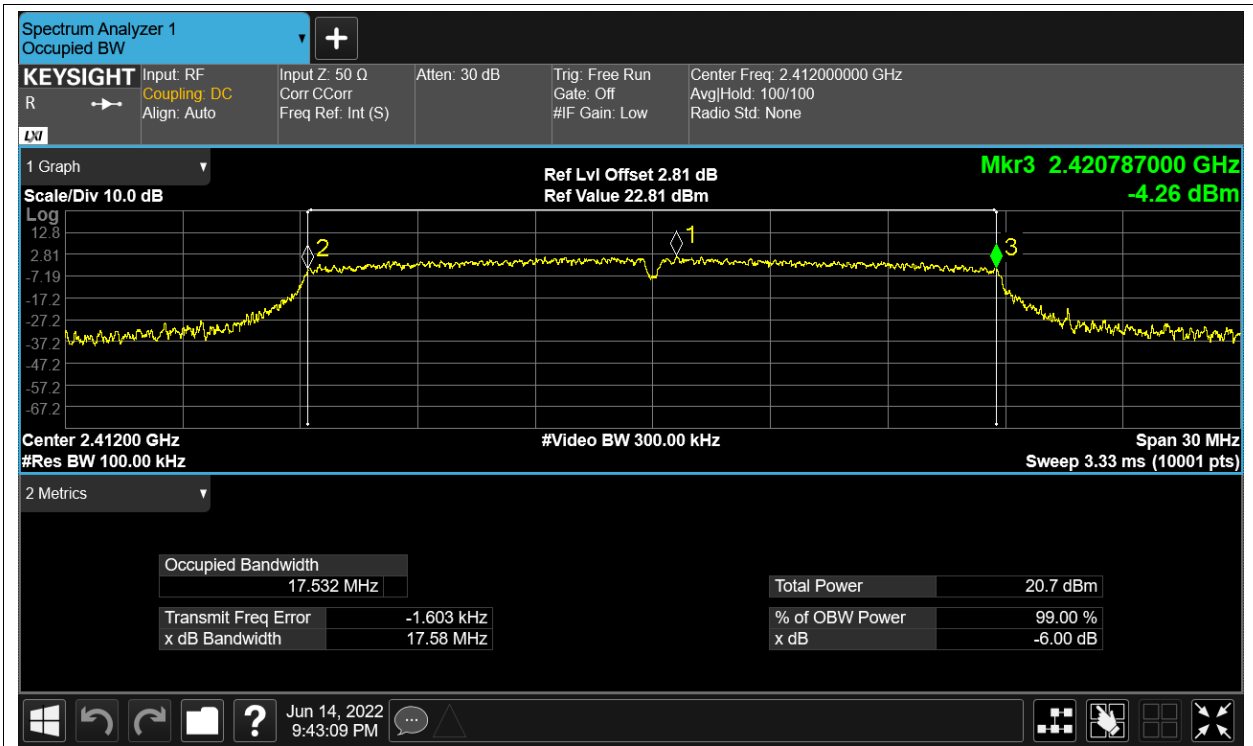 Spectrum Analyzer 1
Occupied BW
KEYSIGHT
R
LXI
Input: RF
Coupling: DC
Align: Auto
Input Z: 50 Ω
Corr CCorr
Freq Ref: Int (S)
Atten: 30 dB
Trig: Free Run
Gate: Off
#IF Gain: Low
Center Freq: 2.412000000 GHz
Avg|Hold: 100/100
Radio Std: None
1 Graph
Scale/Div 10.0 dB
Ref Lvl Offset 2.81 dB
Ref Value 22.81 dBm
Mkr3 2.420787000 GHz
-4.26 dBm
Log
12.8
2.81
-7.19
-17.2
-27.2
-37.2
-47.2
-57.2
-67.2
2
1
3
Center 2.41200 GHz
#Video BW 300.00 kHz
Span 30 MHz
#Res BW 100.00 kHz
Sweep 3.33 ms (10001 pts)
2 Metrics
Occupied Bandwidth
17.532 MHz
Total Power 20.7 dBm
Transmit Freq Error -1.603 kHz
% of OBW Power 99.00 %
x dB Bandwidth 17.58 MHz
x dB -6.00 dB
?
Jun 14, 2022
9:43:09 PM